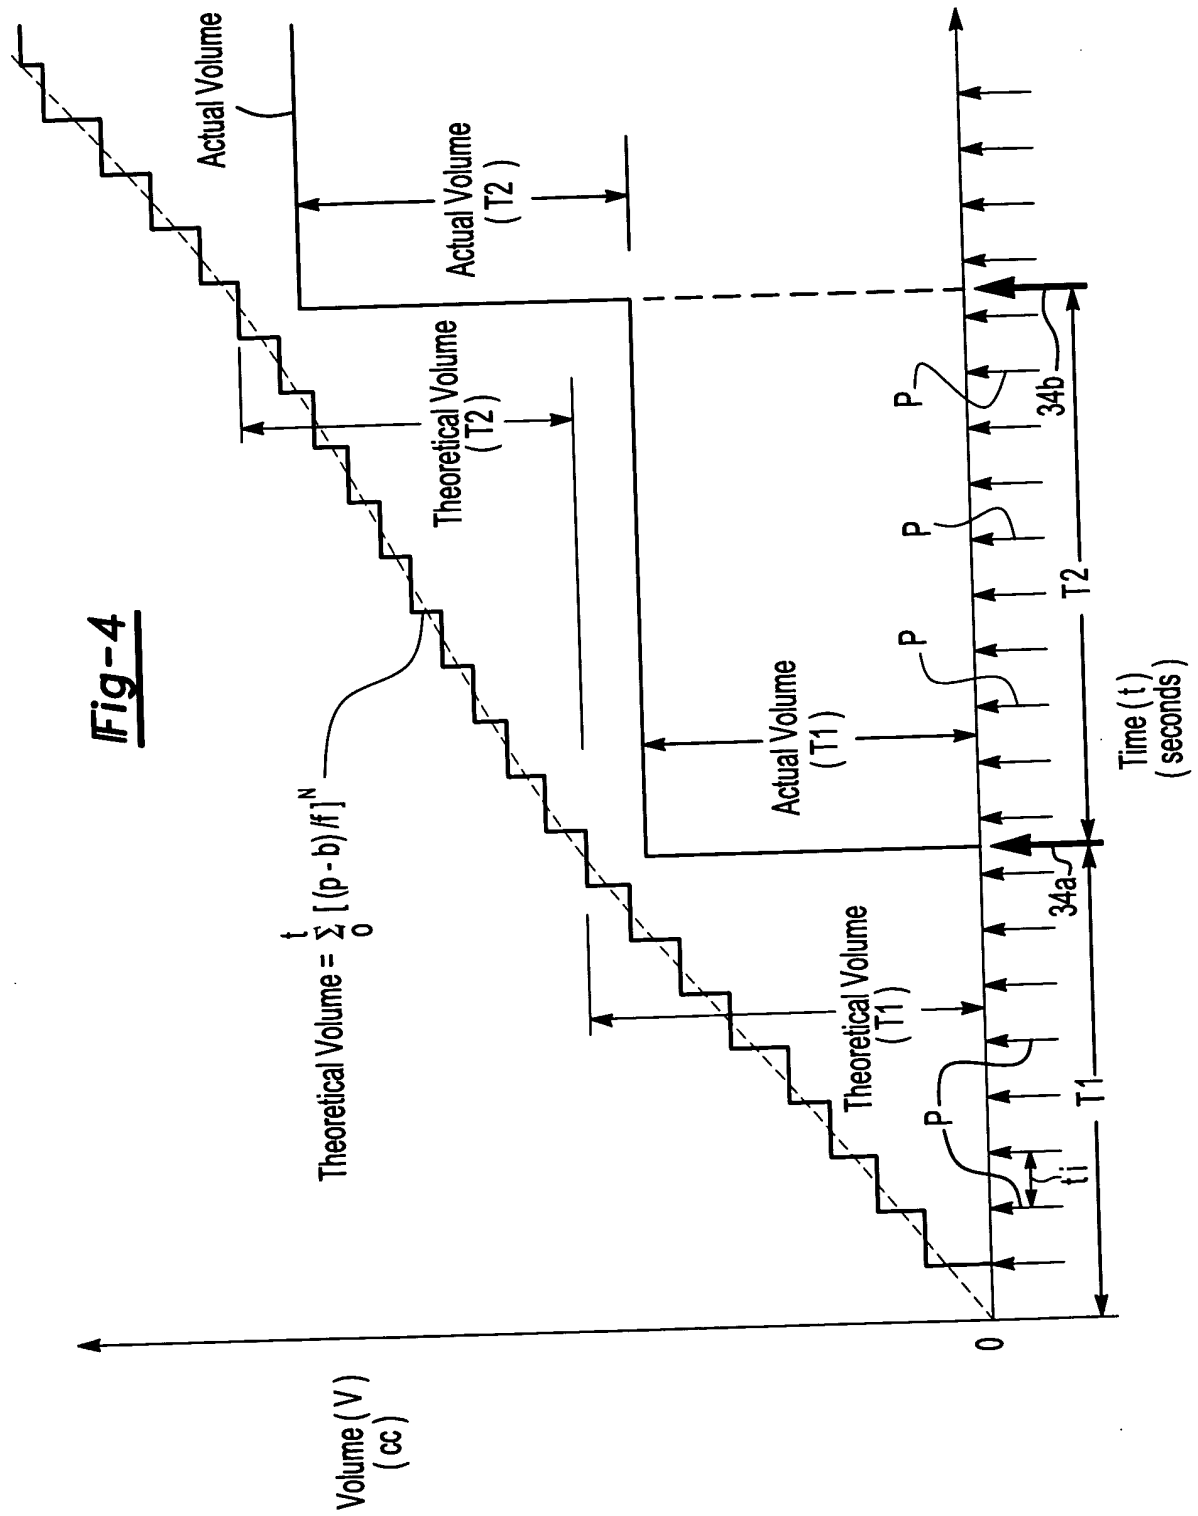 Fig-4
Volume (V)
(cc)
Theoretical Volume = t Σ 0 [(p - b) /f]^N
Actual Volume
Actual Volume
(T2)
Theoretical Volume
(T2)
Actual Volume
(T1)
Theoretical Volume
(T1)
P
P
P
P
0
ti
34a
34b
T1
T2
Time (t)
(seconds)